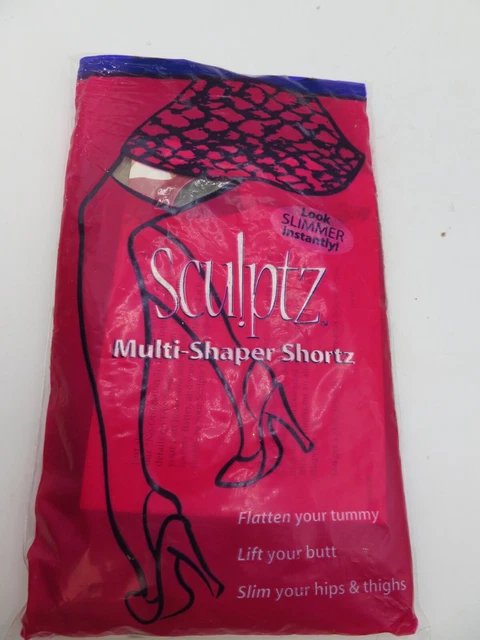 Look
SLIMMER
Instantly!
Sculptz
Multi-Shaper Shortz
Flatten your tummy
Lift your butt
Slim your hips & thighs